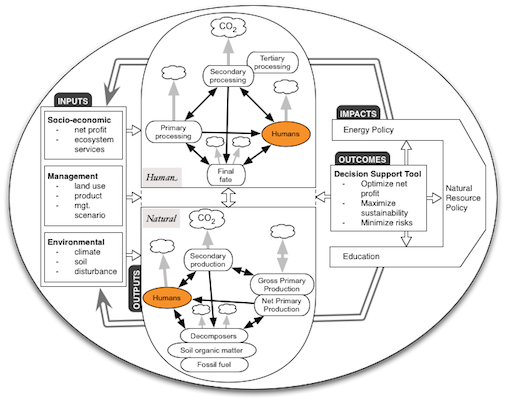 CO2
Tertiary
processing
Secondary
processing
INPUTS
Socio-economic
- net profit
- ecosystem
services
Management
- land use
- product
- mgt.
scenario
Environmental
- climate
- soil
- disturbance
Primary
processing
Humans
Final
fate
Human
Natural
CO2
Secondary
production
Gross Primary
Production
Net Primary
Production
Humans
OUTPUTS
Decomposers
Soil organic matter
Fossil fuel
IMPACTS
Energy Policy
OUTCOMES
Decision Support Tool
- Optimize net
profit
- Maximize
sustainability
- Minimize risks
Natural
Resource
Policy
Education